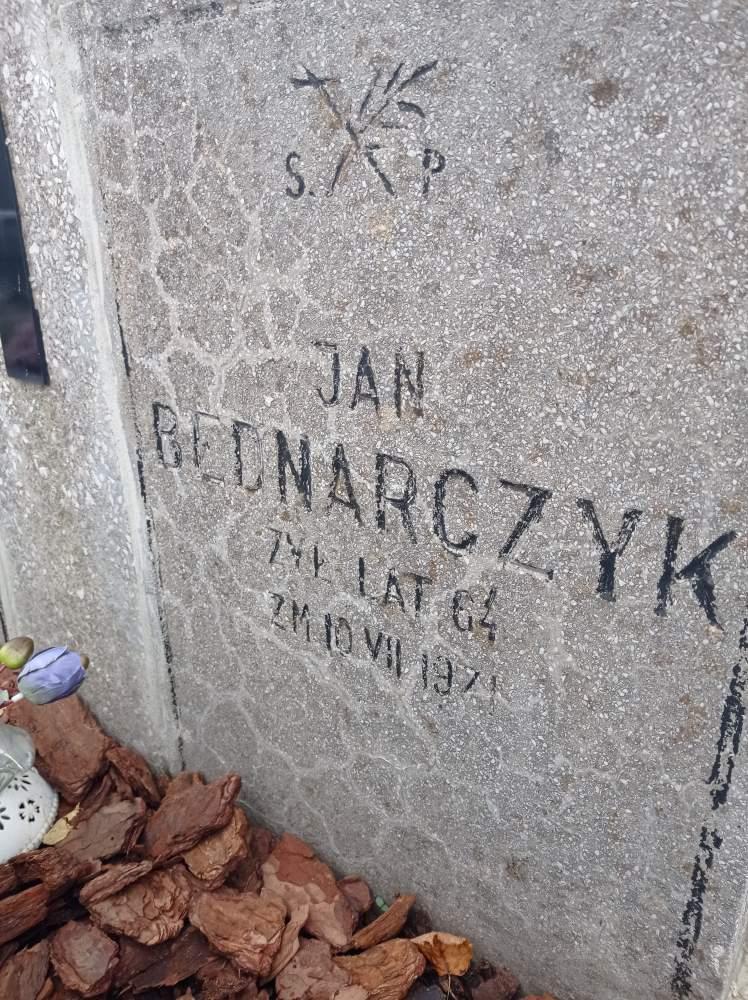 S. P
JAN
BEDNARCZYK
ŻYŁ LAT 64
ZM 10 VII 1971